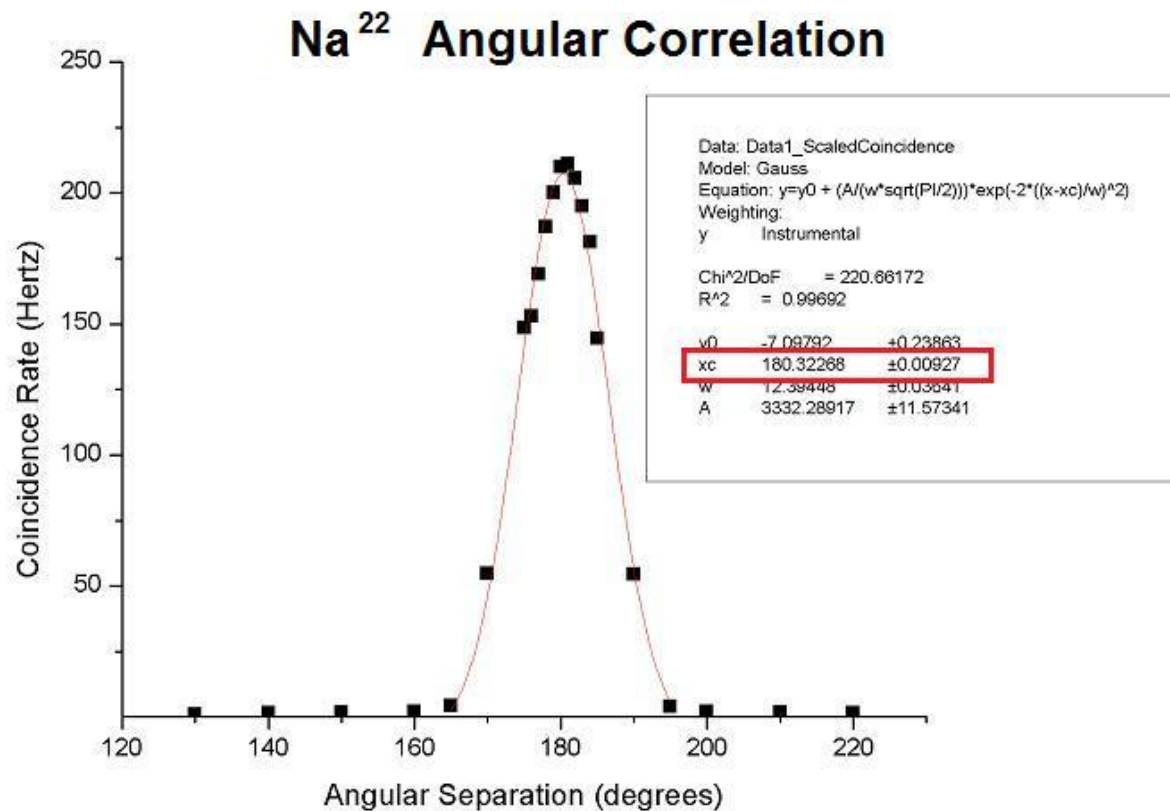 Na22 Angular Correlation
250
200
150
100
50
Coincidence Rate (Hertz)
Data: Data1_ScaledCoincidence
Model: Gauss
Equation: y=y0 + (A/(w*sqrt(PI/2)))*exp(-2*((x-xc)/w)^2)
Weighting:
y Instrumental
Chi^2/DoF = 220.66172
R^2 = 0.99692
y0 -7.09792 ±0.23863
xc 180.32268 ±0.00927
w 12.39448 ±0.03641
A 3332.28917 ±11.57341
120 140 160 180 200 220
Angular Separation (degrees)